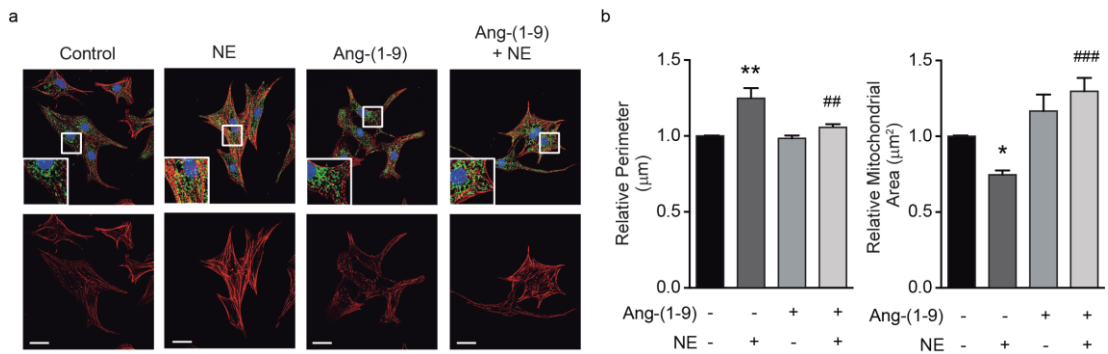 a
Control
NE
Ang-(1-9)
Ang-(1-9)
+ NE
b
Relative Perimeter
(μm)
1.5
1.0
0.5
0.0
**
##
Ang-(1-9) - - + +
NE - + - +
Relative Mitochondrial
Area (μm²)
1.5
1.0
0.5
0.0
*
###
Ang-(1-9) - - + +
NE - + - +